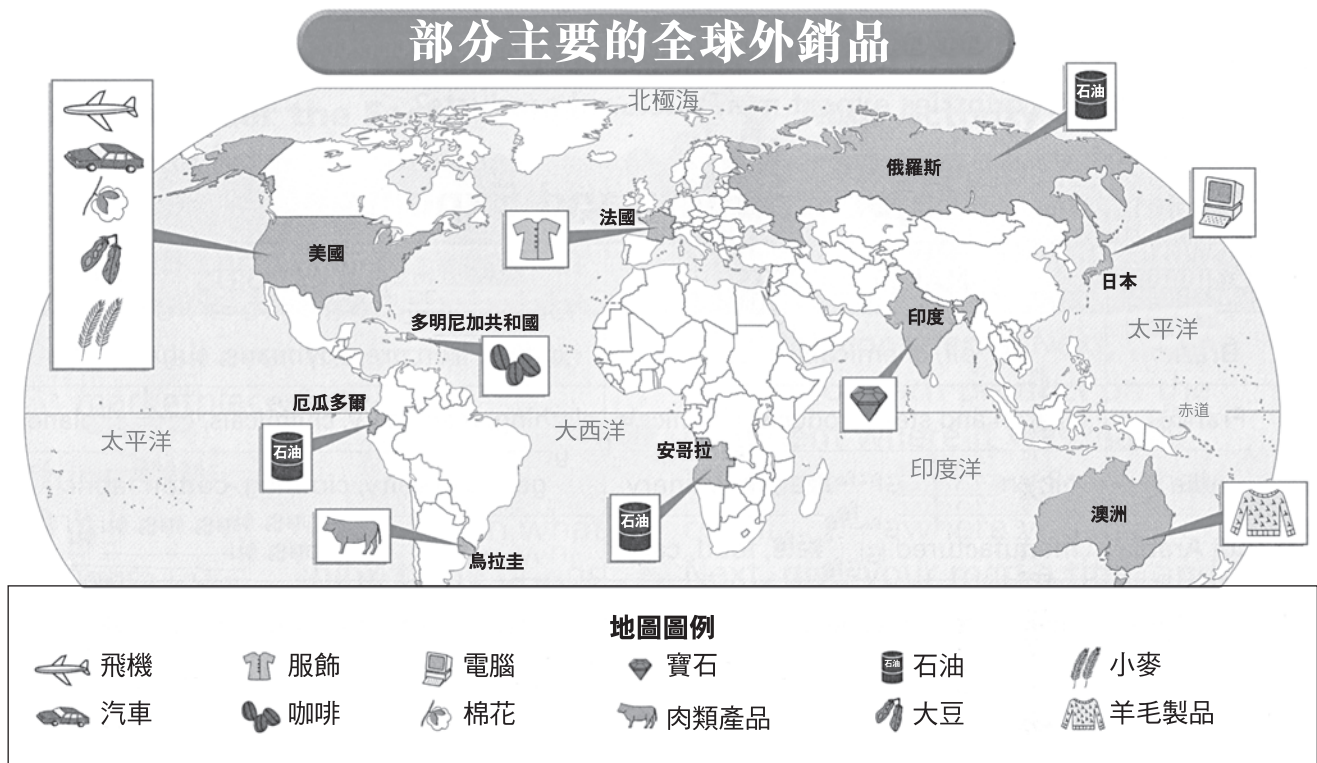 部分主要的全球外銷品
北極海
石油
俄羅斯
法國
美國
日本
多明尼加共和國
印度
太平洋
厄瓜多爾
赤道
太平洋
大西洋
石油
安哥拉
印度洋
石油
澳洲
烏拉圭
地圖圖例
飛機 服飾 電腦 寶石 石油 石油 小麥
汽車 咖啡 棉花 肉類產品 大豆 羊毛製品